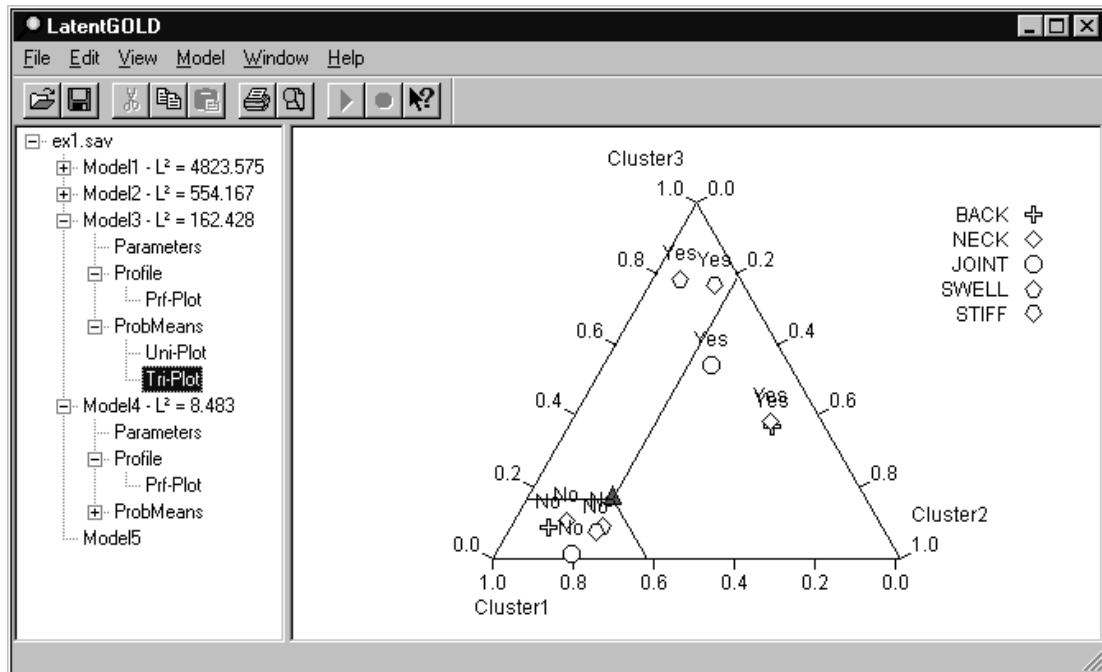 LatentGOLD
File Edit View Model Window Help
ex1.sav
Model1 - L² = 4823.575
Model2 - L² = 554.167
Model3 - L² = 162.428
Parameters
Profile
Prf-Plot
ProbMeans
Uni-Plot
Tri-Plot
Model4 - L² = 8.483
Parameters
Profile
Prf-Plot
ProbMeans
Model5
Cluster3
1.0 0.0
BACK
NECK
JOINT
SWELL
STIFF
Yes Yes
0.8 0.2
Yes
0.6 0.4
Yes
Yes
0.4 0.6
0.2 0.8
No No No
No
No
Cluster2
0.0 1.0
1.0 0.8 0.6 0.4 0.2 0.0
Cluster1